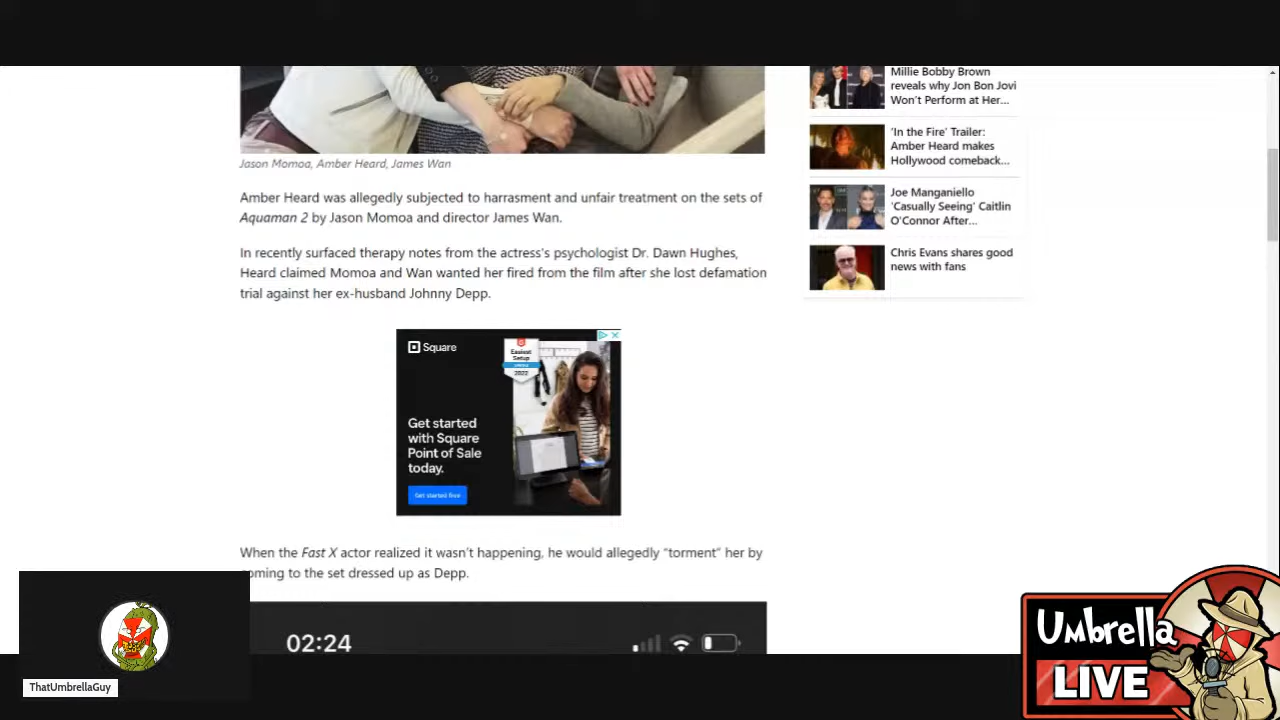 Jason Momoa, Amber Heard, James Wan
Amber Heard was allegedly subjected to harrasment and unfair treatment on the sets of
Aquaman 2 by Jason Momoa and director James Wan.
In recently surfaced therapy notes from the actress's psychologist Dr. Dawn Hughes,
Heard claimed Momoa and Wan wanted her fired from the film after she lost defamation
trial against her ex-husband Johnny Depp.
Square
Easiest
Setup
2022
Get started
with Square
Point of Sale
today.
Get started free
When the Fast X actor realized it wasn't happening, he would allegedly “torment” her by
coming to the set dressed up as Depp.
02:24
Millie Bobby Brown
reveals why Jon Bon Jovi
Won't Perform at Her...
'In the Fire' Trailer:
Amber Heard makes
Hollywood comeback...
Joe Manganiello
'Casually Seeing' Caitlin
O'Connor After...
Chris Evans shares good
news with fans
ThatUmbrellaGuy
Umbrella
LIVE